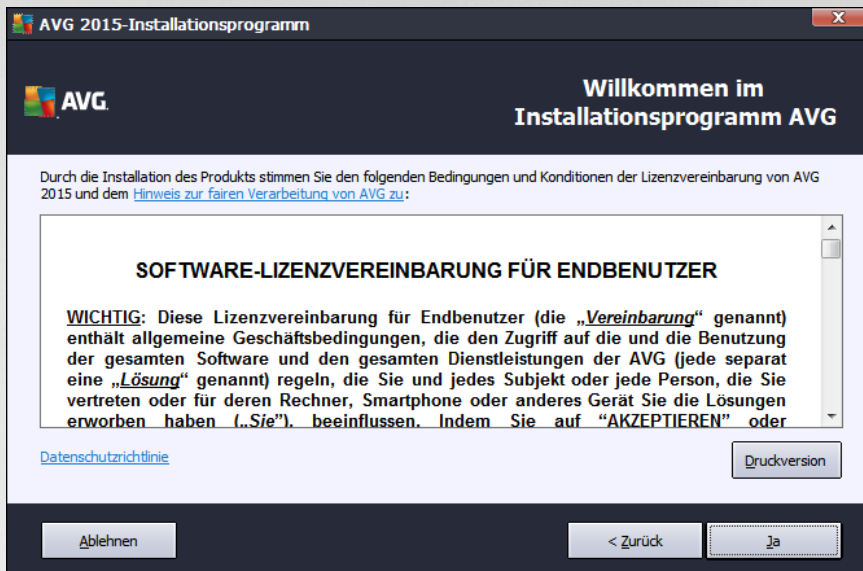 AVG 2015-Installationsprogramm
AVG.
Willkommen im
Installationsprogramm AVG
Durch die Installation des Produkts stimmen Sie den folgenden Bedingungen und Konditionen der Lizenzvereinbarung von AVG
2015 und dem Hinweis zur fairen Verarbeitung von AVG zu:
SOFTWARE-LIZENZVEREINBARUNG FÜR ENDBENUTZER
WICHTIG: Diese Lizenzvereinbarung für Endbenutzer (die „Vereinbarung“ genannt)
enthält allgemeine Geschäftsbedingungen, die den Zugriff auf die und die Benutzung
der gesamten Software und den gesamten Dienstleistungen der AVG (jede separat
eine „Lösung“ genannt) regeln, die Sie und jedes Subjekt oder jede Person, die Sie
vertreten oder für deren Rechner, Smartphone oder anderes Gerät Sie die Lösungen
erworben haben („Sie”), beeinflussen. Indem Sie auf “AKZEPTIEREN” oder
Datenschutzrichtlinie
Druckversion
Ablehnen
< Zurück
Ja